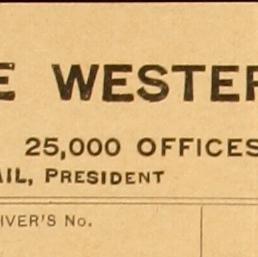 E WESTER
25,000 OFFICES
AIL, PRESIDENT
IVER'S No.